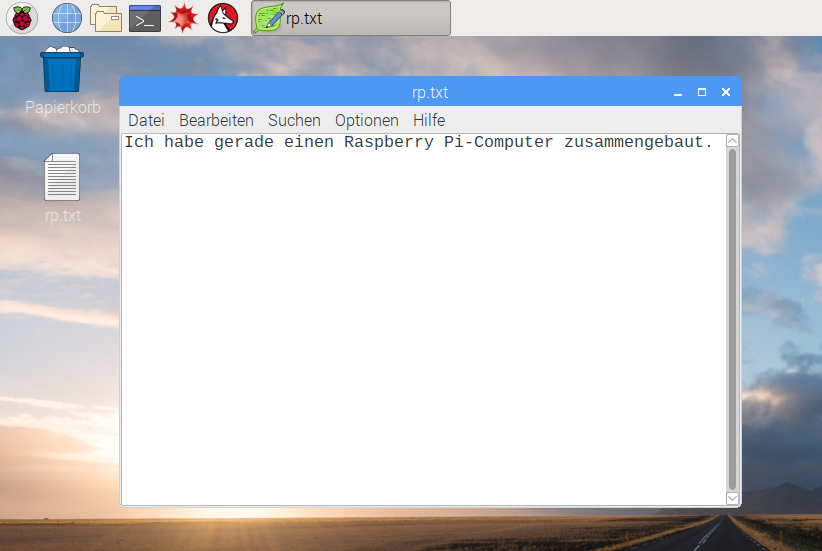 rp.txt
Papierkorb
rp.txt
rp.txt
Datei Bearbeiten Suchen Optionen Hilfe
Ich habe gerade einen Raspberry Pi-Computer zusammengebaut.